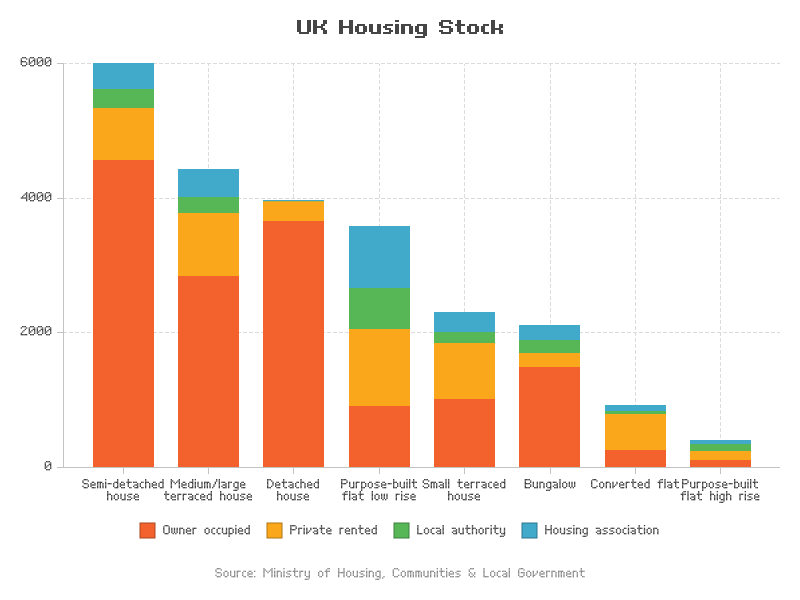 UK Housing Stock
6000
4000
2000
0
Semi-detached house
Medium/large terraced house
Detached house
Purpose-built flat low rise
Small terraced house
Bungalow
Converted flat
Purpose-built flat high rise
Owner occupied Private rented Local authority Housing association
Source: Ministry of Housing, Communities & Local Government